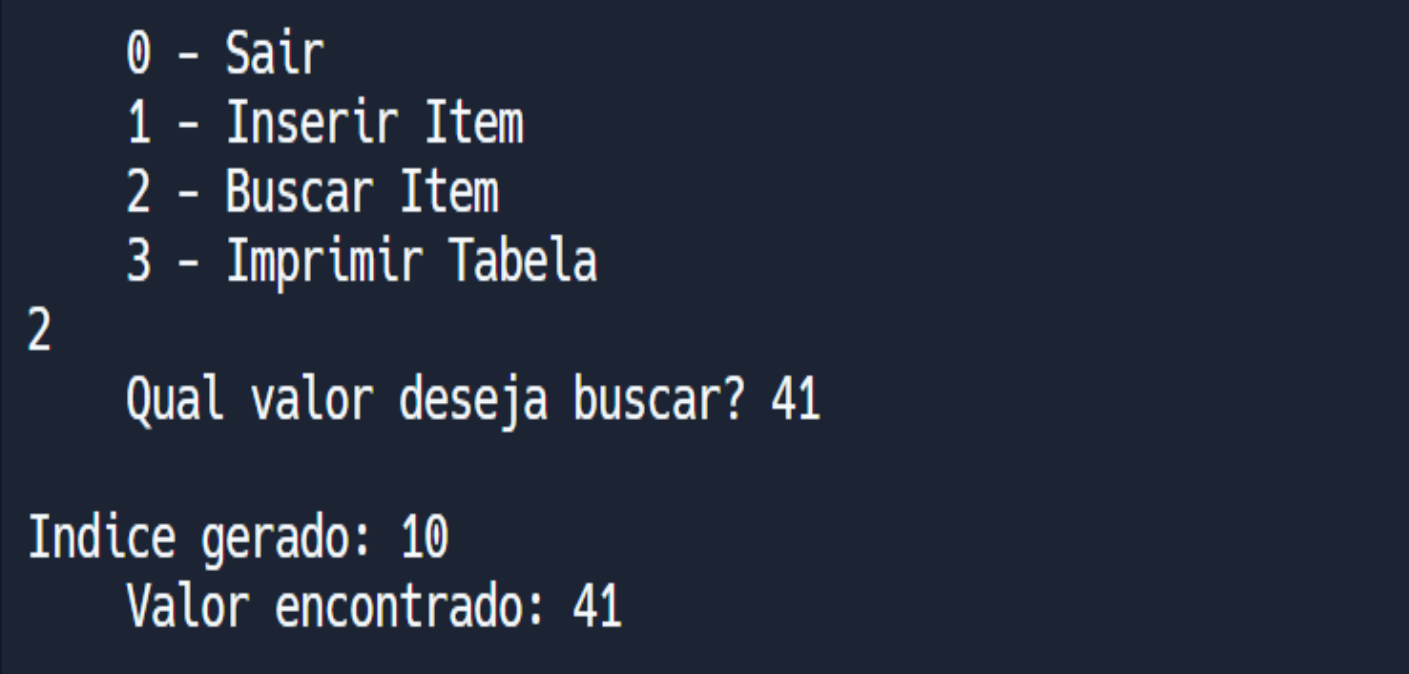 0 - Sair
1 - Inserir Item
2 - Buscar Item
3 - Imprimir Tabela
2
Qual valor deseja buscar? 41
Indice gerado: 10
Valor encontrado: 41